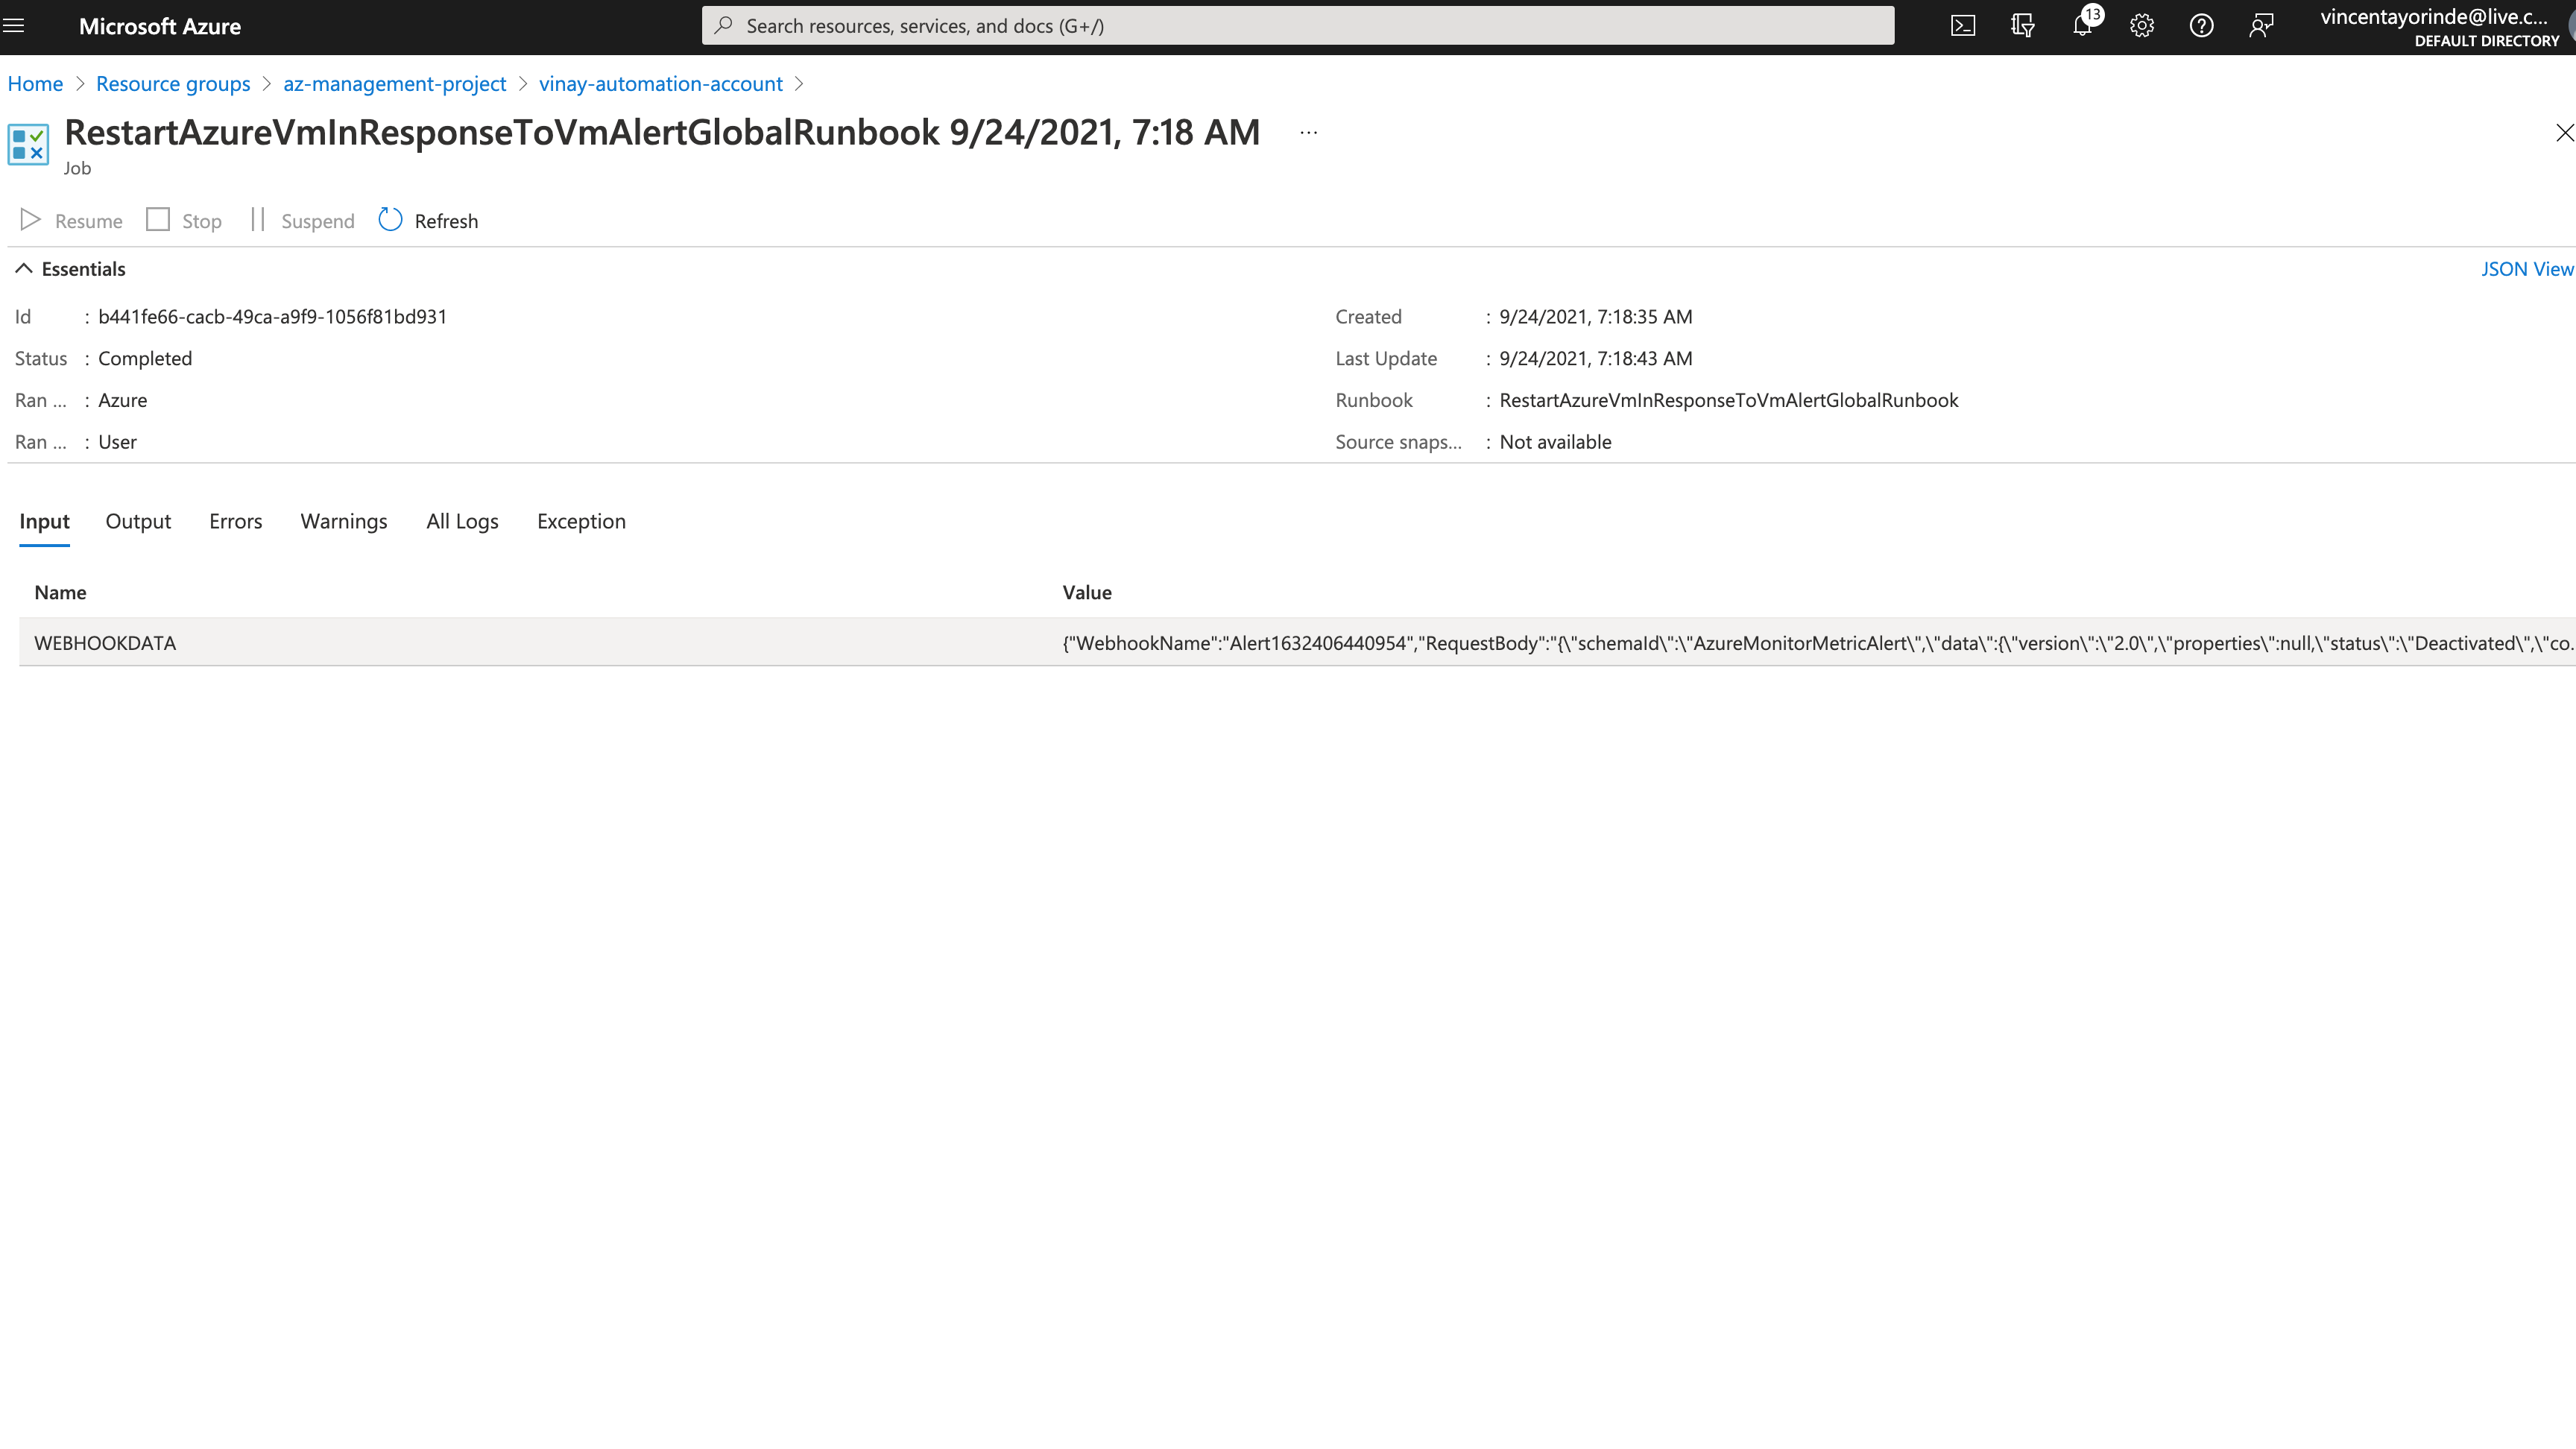 Microsoft Azure
Search resources, services, and docs (G+/)
13
vincentayorinde@live.c...
DEFAULT DIRECTORY
Home > Resource groups > az-management-project > vinay-automation-account >
RestartAzureVmInResponseToVmAlertGlobalRunbook 9/24/2021, 7:18 AM ...
Job
Resume Stop Suspend Refresh
Essentials
JSON View
Id : b441fe66-cacb-49ca-a9f9-1056f81bd931
Status : Completed
Ran ... : Azure
Ran ... : User
Created : 9/24/2021, 7:18:35 AM
Last Update : 9/24/2021, 7:18:43 AM
Runbook : RestartAzureVmInResponseToVmAlertGlobalRunbook
Source snaps... : Not available
Input Output Errors Warnings All Logs Exception
Name Value
WEBHOOKDATA {"WebhookName":"Alert1632406440954","RequestBody":"{\"schemaId\":\"AzureMonitorMetricAlert\",\"data\":{\"version\":\"2.0\",\"properties\":null,\"status\":\"Deactivated\",\"co...